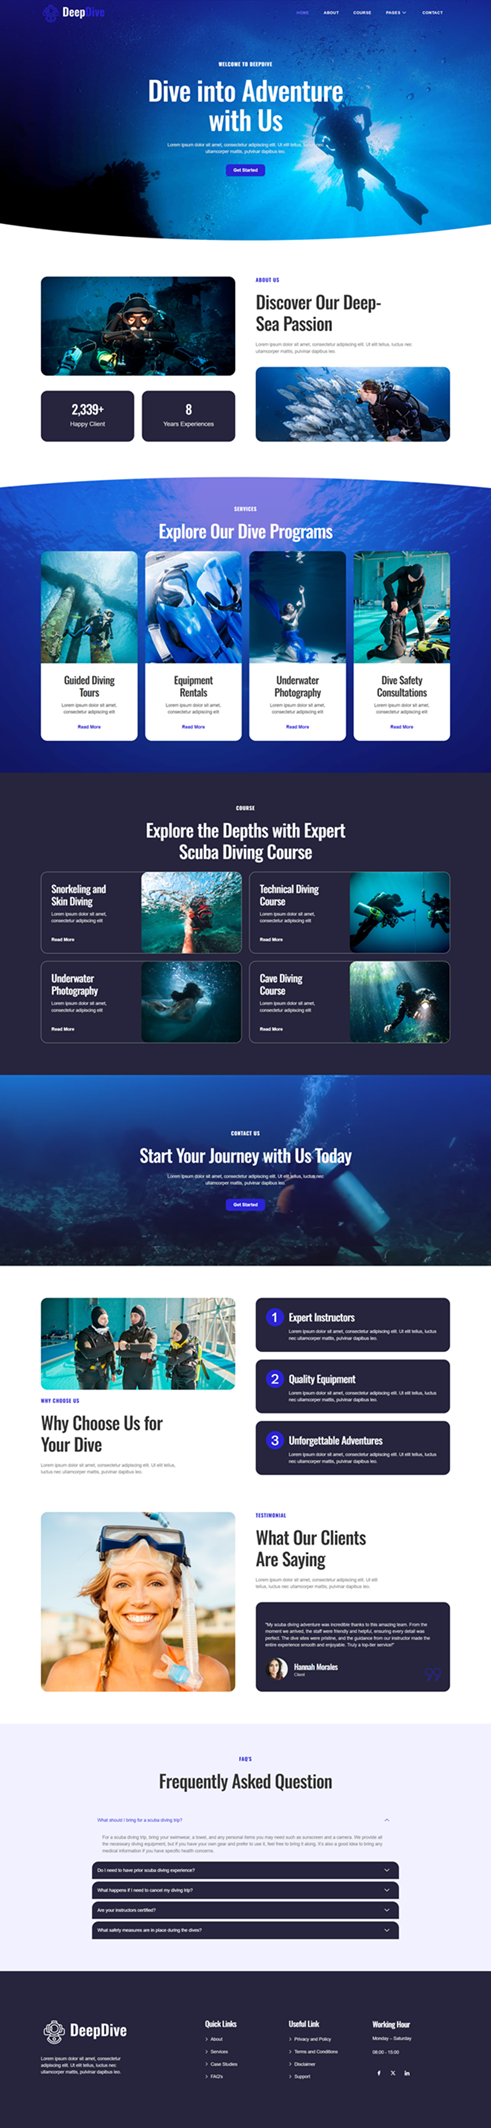 DeepDive
HOME ABOUT COURSE PAGES CONTACT
WELCOME TO DEEPDIVE
Dive into Adventure
with Us
Lorem ipsum dolor sit amet, consectetur adipiscing elit. Ut elit tellus, luctus nec
ullamcorper mattis, pulvinar dapibus leo.
Get Started
ABOUT US
Discover Our Deep-
Sea Passion
Lorem ipsum dolor sit amet, consectetur adipiscing elit. Ut elit tellus, luctus nec
ullamcorper mattis, pulvinar dapibus leo.
2,339+
Happy Client
8
Years Experiences
SERVICES
Explore Our Dive Programs
Guided Diving
Tours
Lorem ipsum dolor sit amet,
consectetur adipiscing elit
Read More
Equipment
Rentals
Lorem ipsum dolor sit amet,
consectetur adipiscing elit
Read More
Underwater
Photography
Lorem ipsum dolor sit amet,
consectetur adipiscing elit
Read More
Dive Safety
Consultations
Lorem ipsum dolor sit amet,
consectetur adipiscing elit
Read More
COURSE
Explore the Depths with Expert
Scuba Diving Course
Snorkeling and
Skin Diving
Lorem ipsum dolor sit amet,
consectetur adipiscing elit
Read More
Technical Diving
Course
Lorem ipsum dolor sit amet,
consectetur adipiscing elit
Read More
Underwater
Photography
Lorem ipsum dolor sit amet,
consectetur adipiscing elit
Read More
Cave Diving
Course
Lorem ipsum dolor sit amet,
consectetur adipiscing elit
Read More
CONTACT US
Start Your Journey with Us Today
Lorem ipsum dolor sit amet, consectetur adipiscing elit. Ut elit tellus, luctus nec
ullamcorper mattis, pulvinar dapibus leo.
Get Started
WHY CHOOSE US
Why Choose Us for
Your Dive
Lorem ipsum dolor sit amet, consectetur adipiscing elit. Ut elit tellus,
luctus nec ullamcorper mattis, pulvinar dapibus leo.
1 Expert Instructors
Lorem ipsum dolor sit amet, consectetur adipiscing elit. Ut elit tellus, luctus
nec ullamcorper mattis, pulvinar dapibus leo.
2 Quality Equipment
Lorem ipsum dolor sit amet, consectetur adipiscing elit. Ut elit tellus, luctus
nec ullamcorper mattis, pulvinar dapibus leo.
3 Unforgettable Adventures
Lorem ipsum dolor sit amet, consectetur adipiscing elit. Ut elit tellus, luctus
nec ullamcorper mattis, pulvinar dapibus leo.
TESTIMONIAL
What Our Clients
Are Saying
Lorem ipsum dolor sit amet, consectetur adipiscing elit. Ut elit
tellus, luctus nec ullamcorper mattis, pulvinar dapibus leo.
"My scuba diving adventure was incredible thanks to this amazing team. From the
moment we arrived, the staff were friendly and helpful, ensuring every detail was
perfect. The dive sites were pristine, and the guidance from our instructor made the
entire experience smooth and enjoyable. Truly a top-tier service!"
Hannah Morales
Client
FAQ'S
Frequently Asked Question
What should I bring for a scuba diving trip?
For a scuba diving trip, bring your swimwear, a towel, and any personal items you may need such as sunscreen and a camera. We provide all
the necessary diving equipment, but if you have your own gear and prefer to use it, feel free to bring it along. It's also a good idea to bring any
medical information if you have specific health concerns.
Do I need to have prior scuba diving experience?
What happens if I need to cancel my diving trip?
Are your instructors certified?
What safety measures are in place during the dives?
DeepDive
Lorem ipsum dolor sit amet, consectetur
adipiscing elit. Ut elit tellus, luctus nec
ullamcorper mattis, pulvinar dapibus leo.
Quick Links
About
Services
Case Studies
FAQ's
Useful Link
Privacy and Policy
Terms and Conditions
Disclaimer
Support
Working Hour
Monday – Saturday
08:00 - 15:00